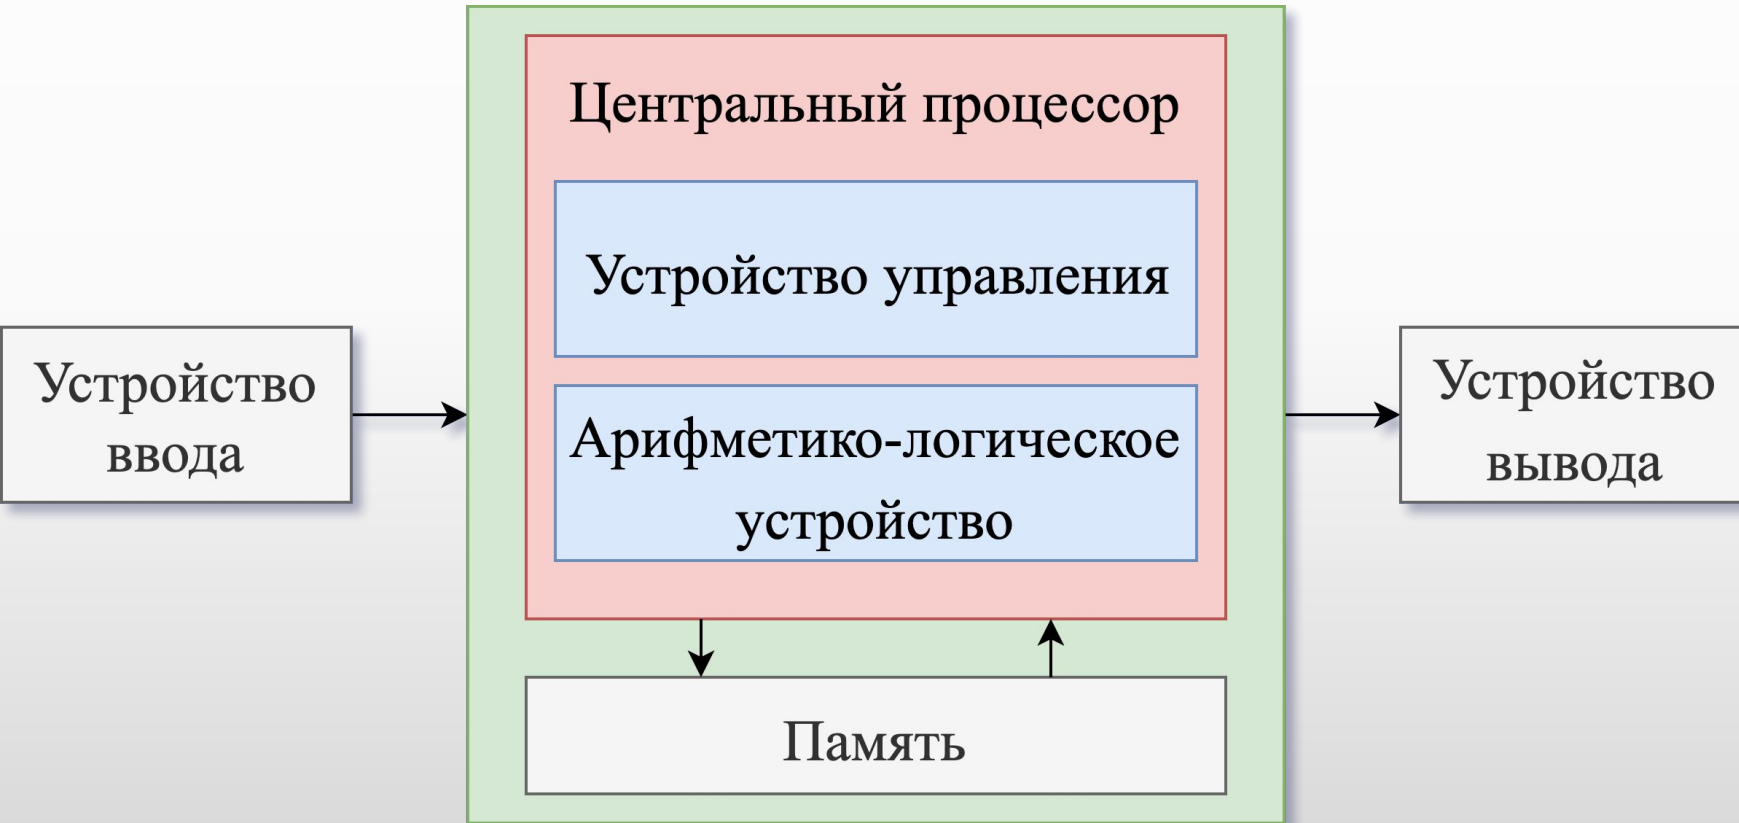 Центральный процессор
Устройство управления
Арифметико-логическое
устройство
Устройство
ввода
Устройство
вывода
Память